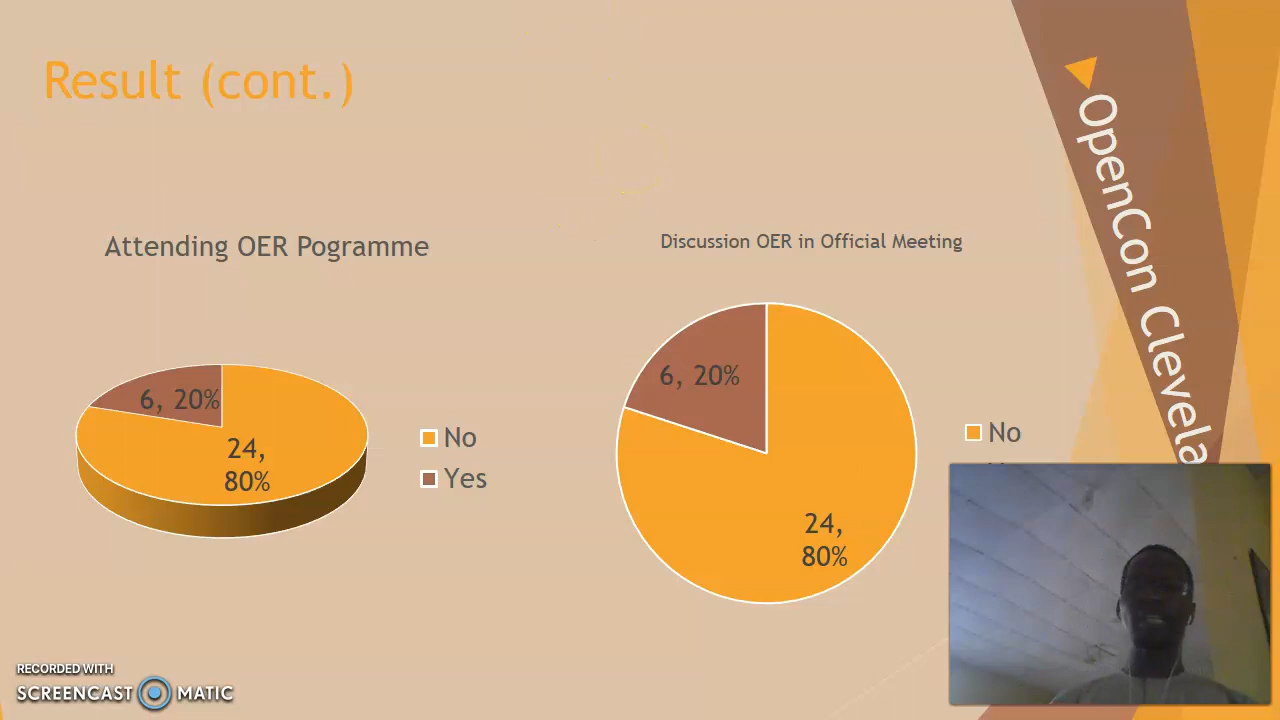 Result (cont.)
OpenCon Clevela
Attending OER Pogramme
Discussion OER in Official Meeting
6, 20%
24,
80%
No
Yes
6, 20%
24,
80%
No
RECORDED WITH
SCREENCAST MATIC